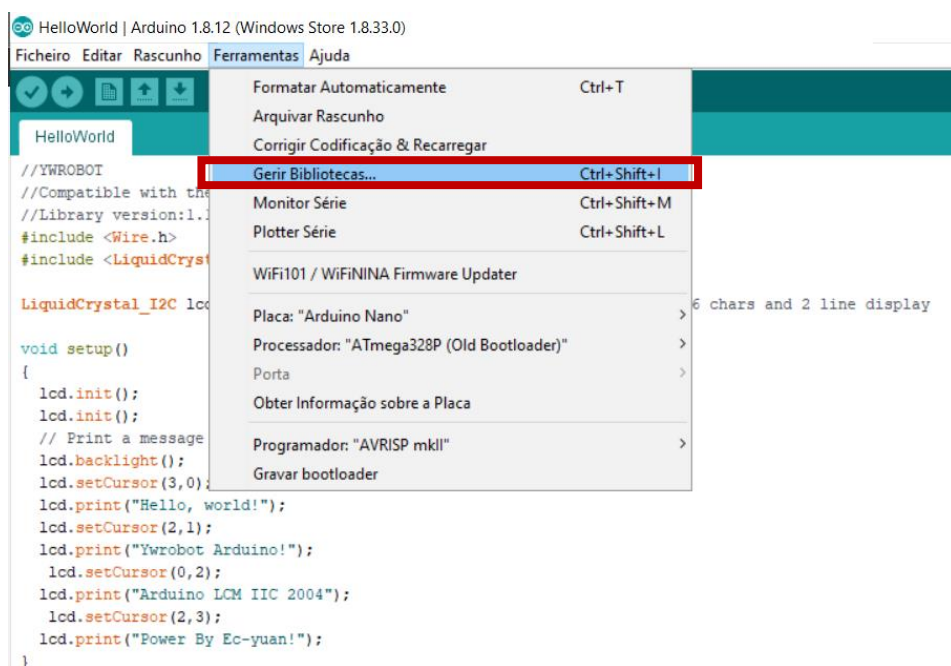 HelloWorld | Arduino 1.8.12 (Windows Store 1.8.33.0)
Ficheiro Editar Rascunho Ferramentas Ajuda
Formatar Automaticamente Ctrl+T
Arquivar Rascunho
Corrigir Codificação & Recarregar
Gerir Bibliotecas... Ctrl+Shift+I
Monitor Série Ctrl+Shift+M
Plotter Série Ctrl+Shift+L
WiFi101 / WiFiNINA Firmware Updater
Placa: "Arduino Nano"
Processador: "ATmega328P (Old Bootloader)"
Porta
Obter Informação sobre a Placa
Programador: "AVRISP mkII"
Gravar bootloader
HelloWorld
//YWROBOT
//Compatible with the
//Library version:1.
#include <Wire.h>
#include <LiquidCryst
LiquidCrystal_I2C lcd 6 chars and 2 line display
void setup()
{
lcd.init();
lcd.init();
// Print a message
lcd.backlight();
lcd.setCursor(3,0);
lcd.print("Hello, world!");
lcd.setCursor(2,1);
lcd.print("Ywrobot Arduino!");
lcd.setCursor(0,2);
lcd.print("Arduino LCM IIC 2004");
lcd.setCursor(2,3);
lcd.print("Power By Ec-yuan!");
}